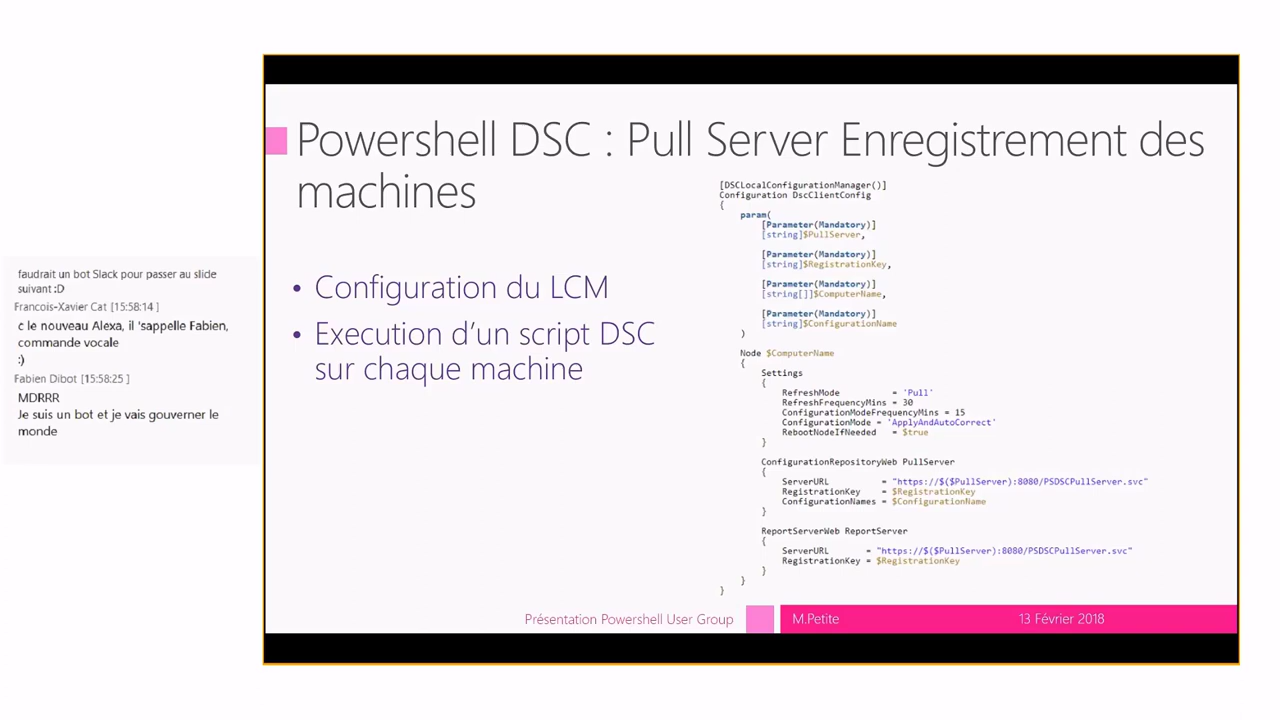 faudrait un bot Slack pour passer au slide
suivant :D
Francois-Xavier Cat [15:58:14 ]
c le nouveau Alexa, il 'sappelle Fabien,
commande vocale
:)
Fabien Dibot [15:58:25 ]
MDRRR
Je suis un bot et je vais gouverner le
monde
Powershell DSC : Pull Server Enregistrement des
machines
• Configuration du LCM
• Execution d’un script DSC
sur chaque machine
[DSCLocalConfigurationManager()]
Configuration DscClientConfig
{
param(
[Parameter(Mandatory)]
[string]$PullServer,
[Parameter(Mandatory)]
[string]$RegistrationKey,
[Parameter(Mandatory)]
[string[]]$ComputerName,
[Parameter(Mandatory)]
[string]$ConfigurationName
)
Node $ComputerName
{
Settings
{
RefreshMode = 'Pull'
RefreshFrequencyMins = 30
ConfigurationModeFrequencyMins = 15
ConfigurationMode = 'ApplyAndAutoCorrect'
RebootNodeIfNeeded = $true
}
ConfigurationRepositoryWeb PullServer
{
ServerURL = "https://$($PullServer):8080/PSDSCPullServer.svc"
RegistrationKey = $RegistrationKey
ConfigurationNames = $ConfigurationName
}
ReportServerWeb ReportServer
{
ServerURL = "https://$($PullServer):8080/PSDSCPullServer.svc"
RegistrationKey = $RegistrationKey
}
}
}
Présentation Powershell User Group
M.Petite
13 Février 2018